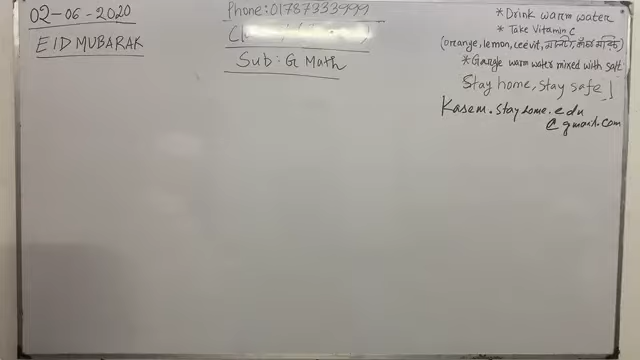 02-06-2020
EID MUBARAK
Phone: 01787333999
Sub: G Math
* Drink warm water
* Take Vitamin C
(orange, lemon, ceevit,
* Gargle warm water mixed with salt
Stay home, stay safe]
Kasem.stayhome.edu
@gmail.com